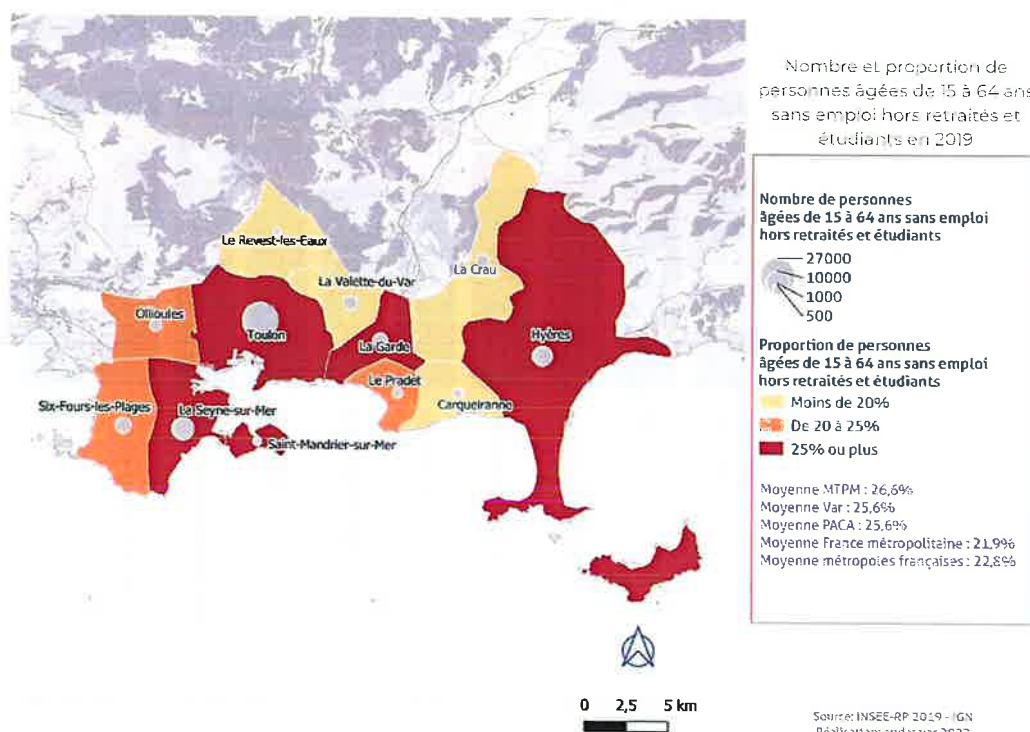 Nombre et proportion de
personnes âgées de 15 à 64 ans
sans emploi hors retraités et
étudiants en 2019
Nombre de personnes
âgées de 15 à 64 ans sans emploi
hors retraités et étudiants
27000
10000
1000
500
Proportion de personnes
âgées de 15 à 64 ans sans emploi
hors retraités et étudiants
Moins de 20%
De 20 à 25%
25% ou plus
Moyenne MTPM : 26,6%
Moyenne Var : 25,6%
Moyenne PACA : 25,6%
Moyenne France métropolitaine : 21,9%
Moyenne métropoles françaises : 22,8%
Le Revest-les-Eaux
La Valette-du-Var
La Crau
Ollioules
Toulon
La Garde
Hyères
Le Pradet
Carqueiranne
Six-Fours-les-Plages
La Seyne-sur-Mer
Saint-Mandrier-sur-Mer
0 2,5 5 km
Source: INSEE-RP 2019 - IGN